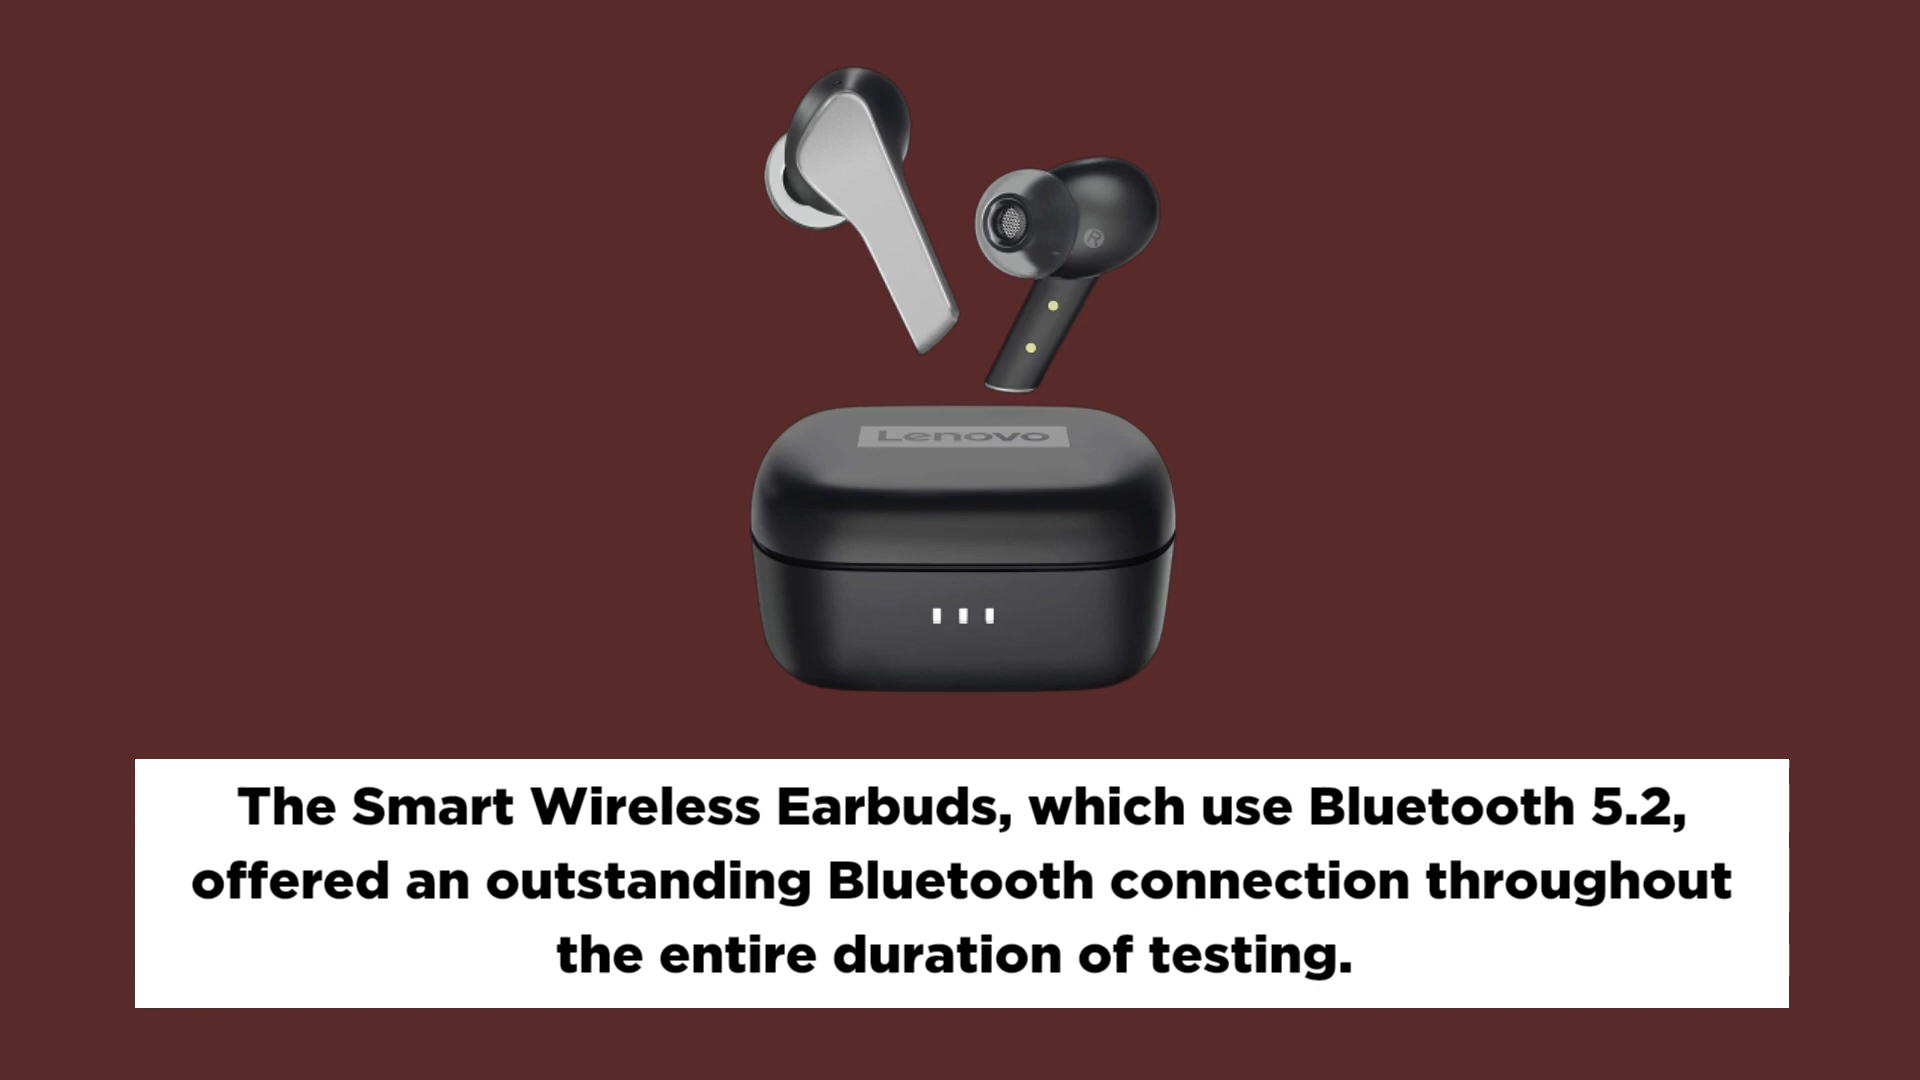 R
Lenovo
The Smart Wireless Earbuds, which use Bluetooth 5.2,
offered an outstanding Bluetooth connection throughout
the entire duration of testing.